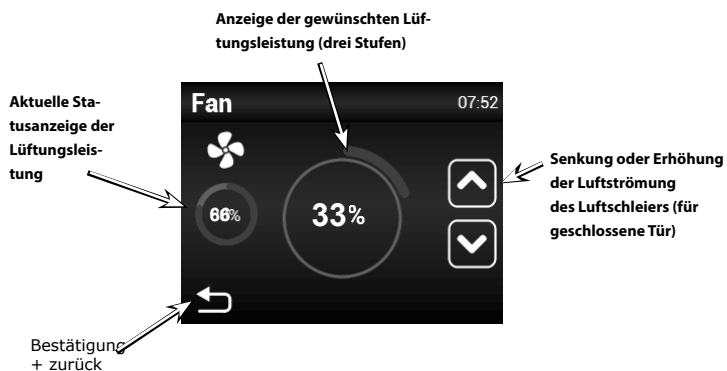 Anzeige der gewünschten Lüf-
tungsleistung (drei Stufen)
Aktuelle Sta-
tusanzeige der
Lüftungsleis-
tung
Fan
07:52
66%
33%
Senkung oder Erhöhung
der Luftströmung
des Luftschleiers (für
geschlossene Tür)
Bestätigung
+ zurück